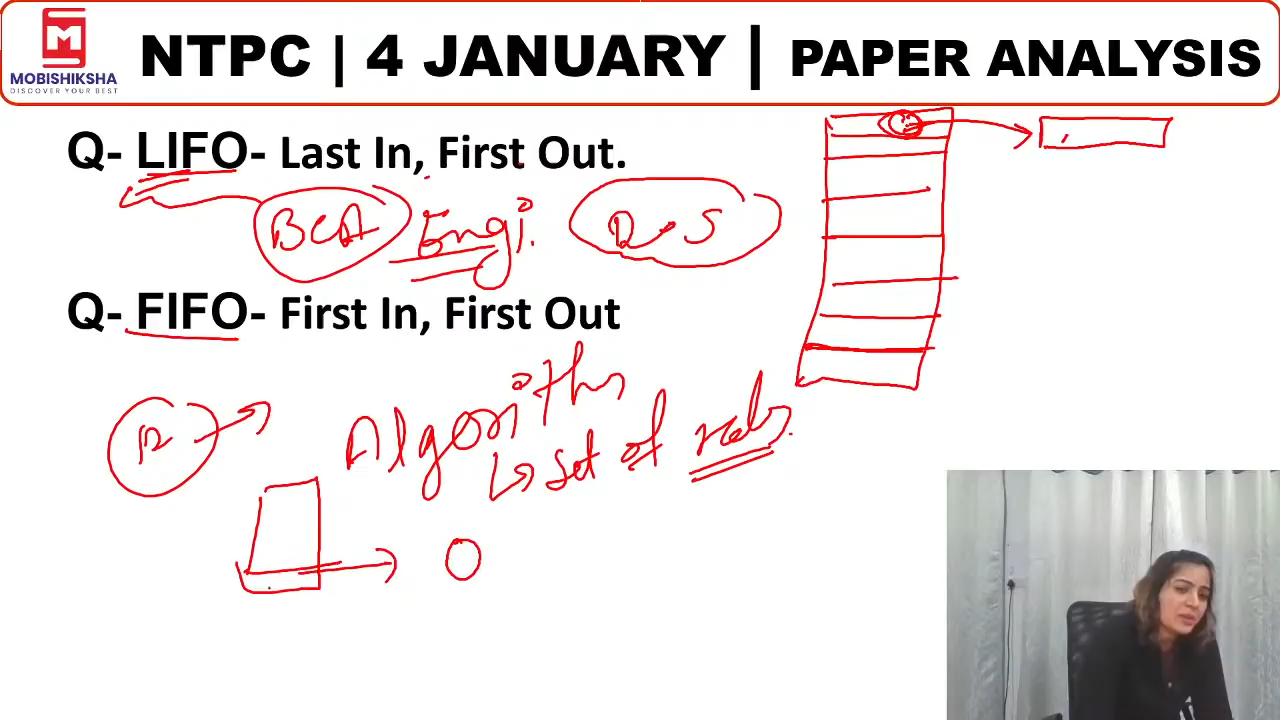 MOBISHIKSHA
DISCOVER YOUR BEST
NTPC | 4 JANUARY | PAPER ANALYSIS
Q- LIFO- Last In, First Out.
BCA Engi. D.S
Q- FIFO- First In, First Out
Algorithm
set of